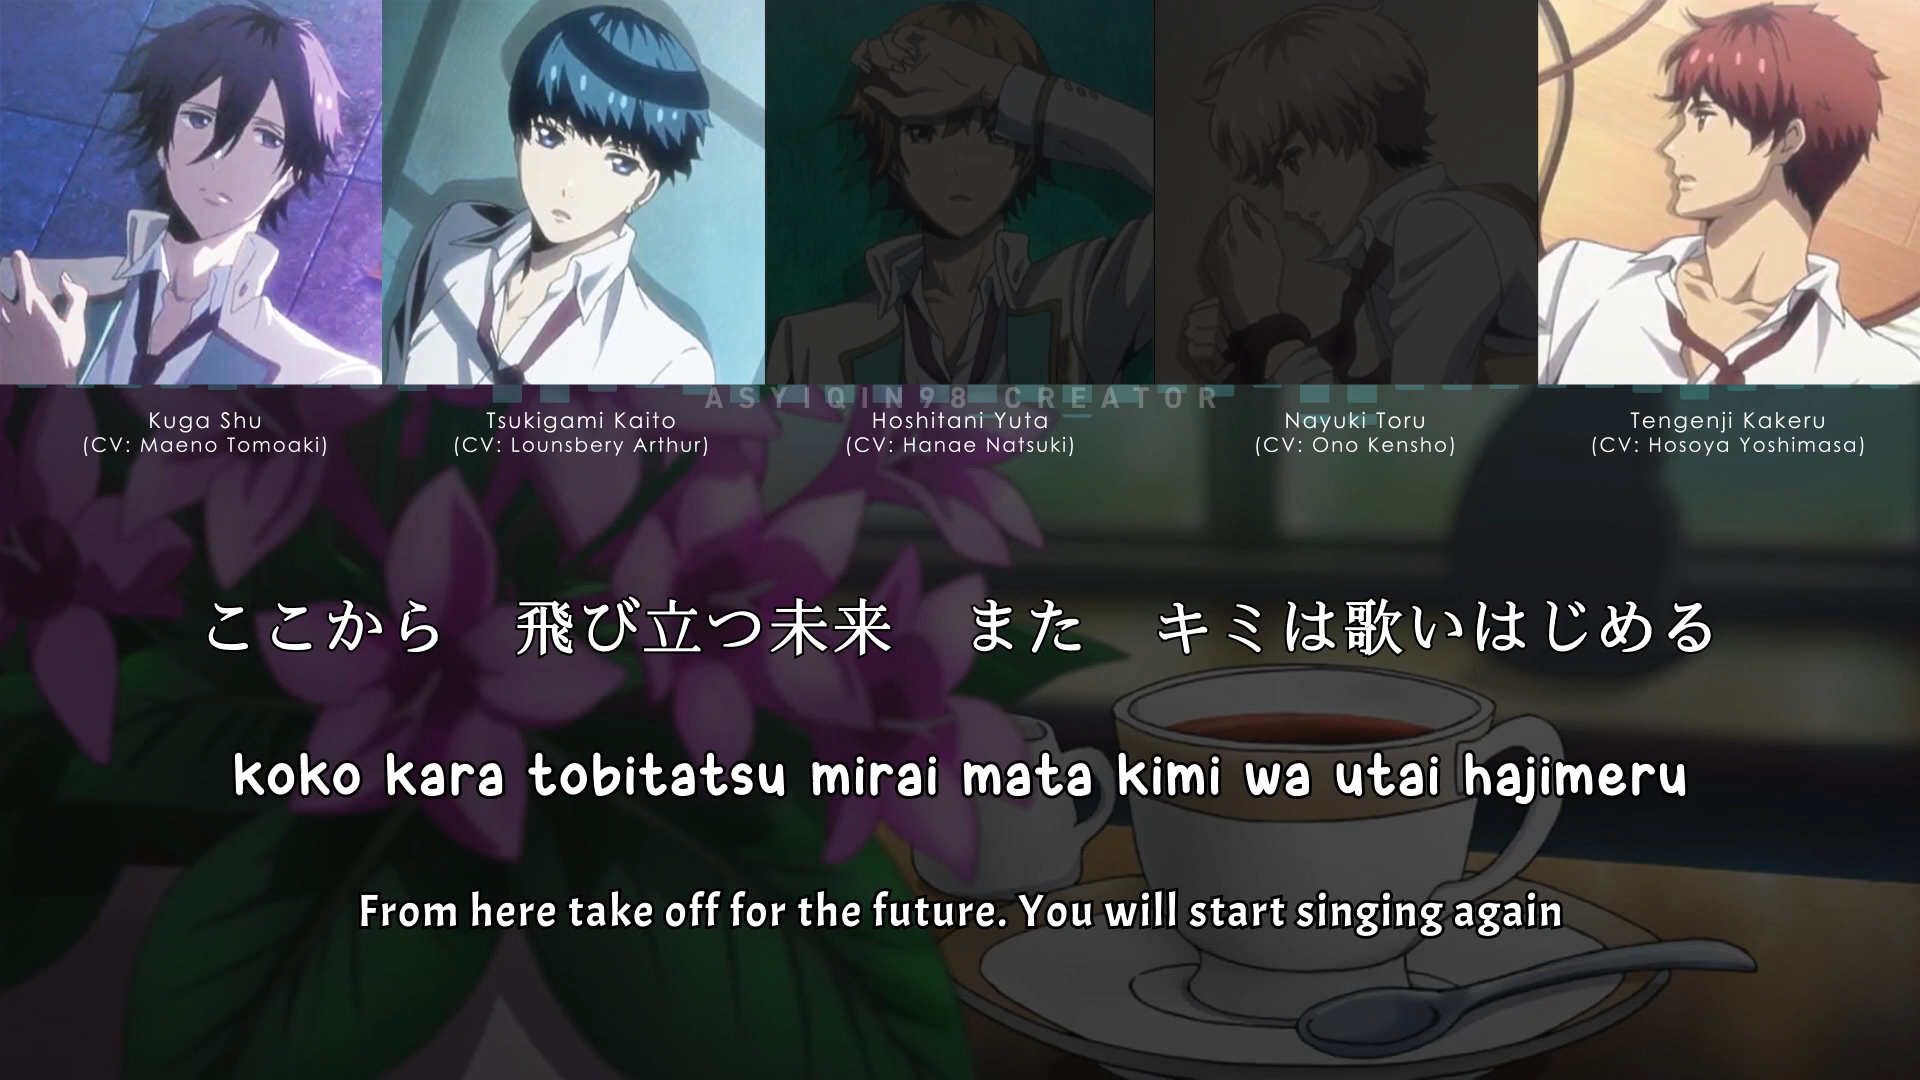 ASYIQIN98 CREATOR
Kuga Shu
(CV: Maeno Tomoaki)
Tsukigami Kaito
(CV: Lounsbery Arthur)
Hoshitani Yuta
(CV: Hanae Natsuki)
Nayuki Toru
(CV: Ono Kensho)
Tengenji Kakeru
(CV: Hosoya Yoshimasa)
ここから 飛び立つ未来 また キミは歌いはじめる
koko kara tobitatsu mirai mata kimi wa utai hajimeru
From here take off for the future. You will start singing again